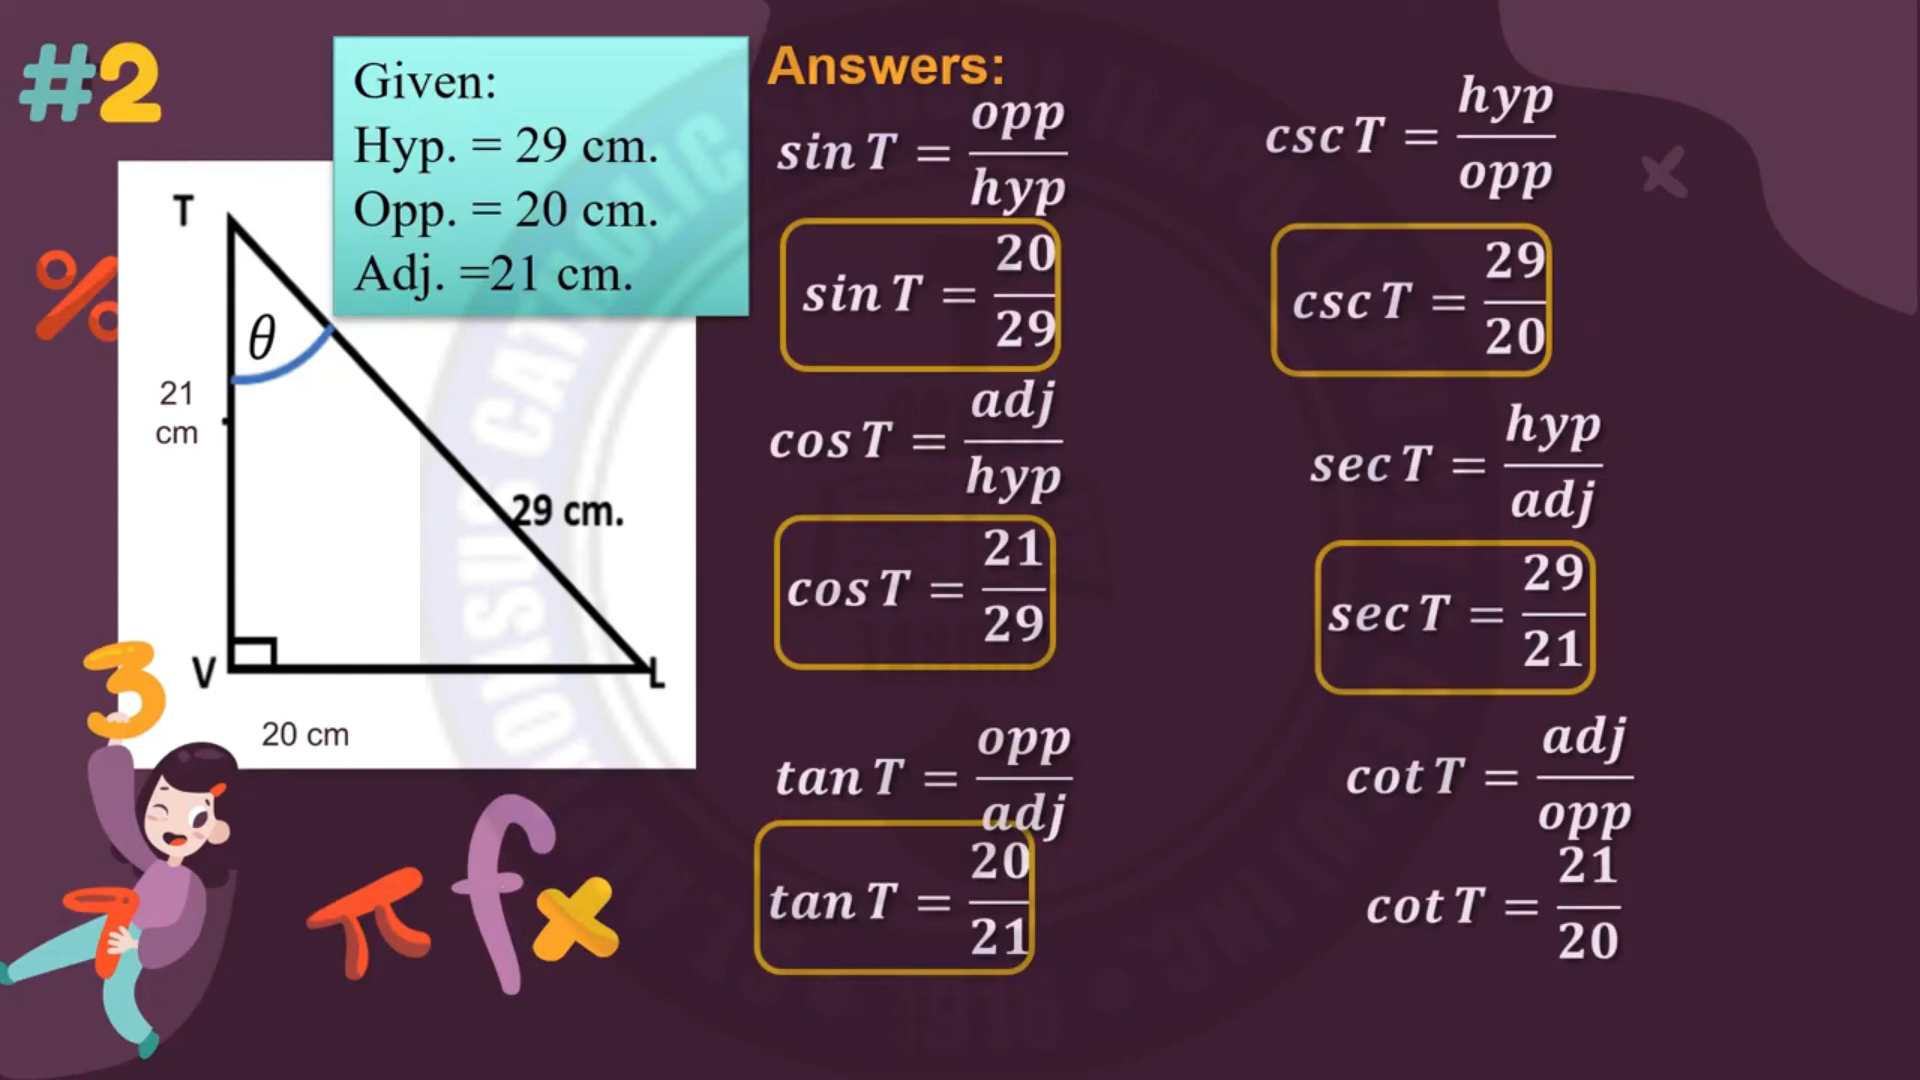 #2
Given:
Hyp. = 29 cm.
Opp. = 20 cm.
Adj. =21 cm.
T
θ
21
cm
29 cm.
V
L
20 cm
%
3
7
π f x
Answers:
sin T = opp/hyp
sin T = 20/29
cos T = adj/hyp
cos T = 21/29
tan T = opp/adj
tan T = 20/21
csc T = hyp/opp
csc T = 29/20
sec T = hyp/adj
sec T = 29/21
cot T = adj/opp
cot T = 21/20